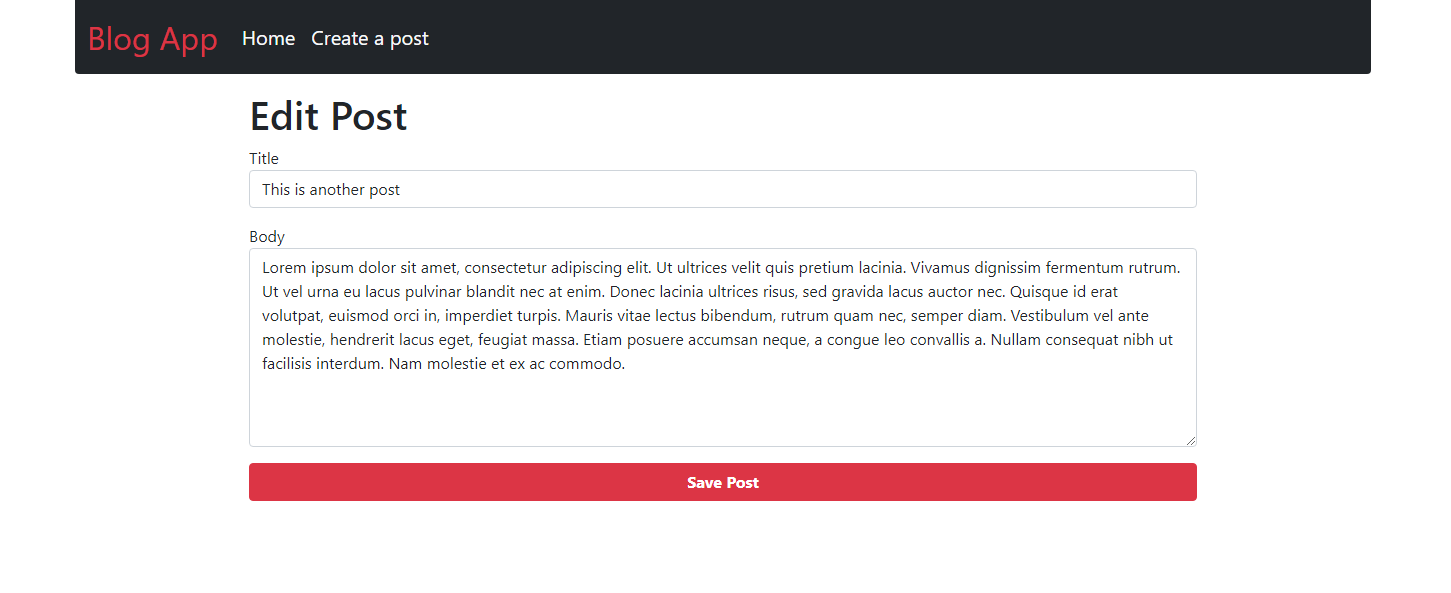 Blog App Home Create a post
Edit Post
Title
This is another post
Body
Lorem ipsum dolor sit amet, consectetur adipiscing elit. Ut ultrices velit quis pretium lacinia. Vivamus dignissim fermentum rutrum.
Ut vel urna eu lacus pulvinar blandit nec at enim. Donec lacinia ultrices risus, sed gravida lacus auctor nec. Quisque id erat
volutpat, euismod orci in, imperdiet turpis. Mauris vitae lectus bibendum, rutrum quam nec, semper diam. Vestibulum vel ante
molestie, hendrerit lacus eget, feugiat massa. Etiam posuere accumsan neque, a congue leo convallis a. Nullam consequat nibh ut
facilisis interdum. Nam molestie et ex ac commodo.
Save Post